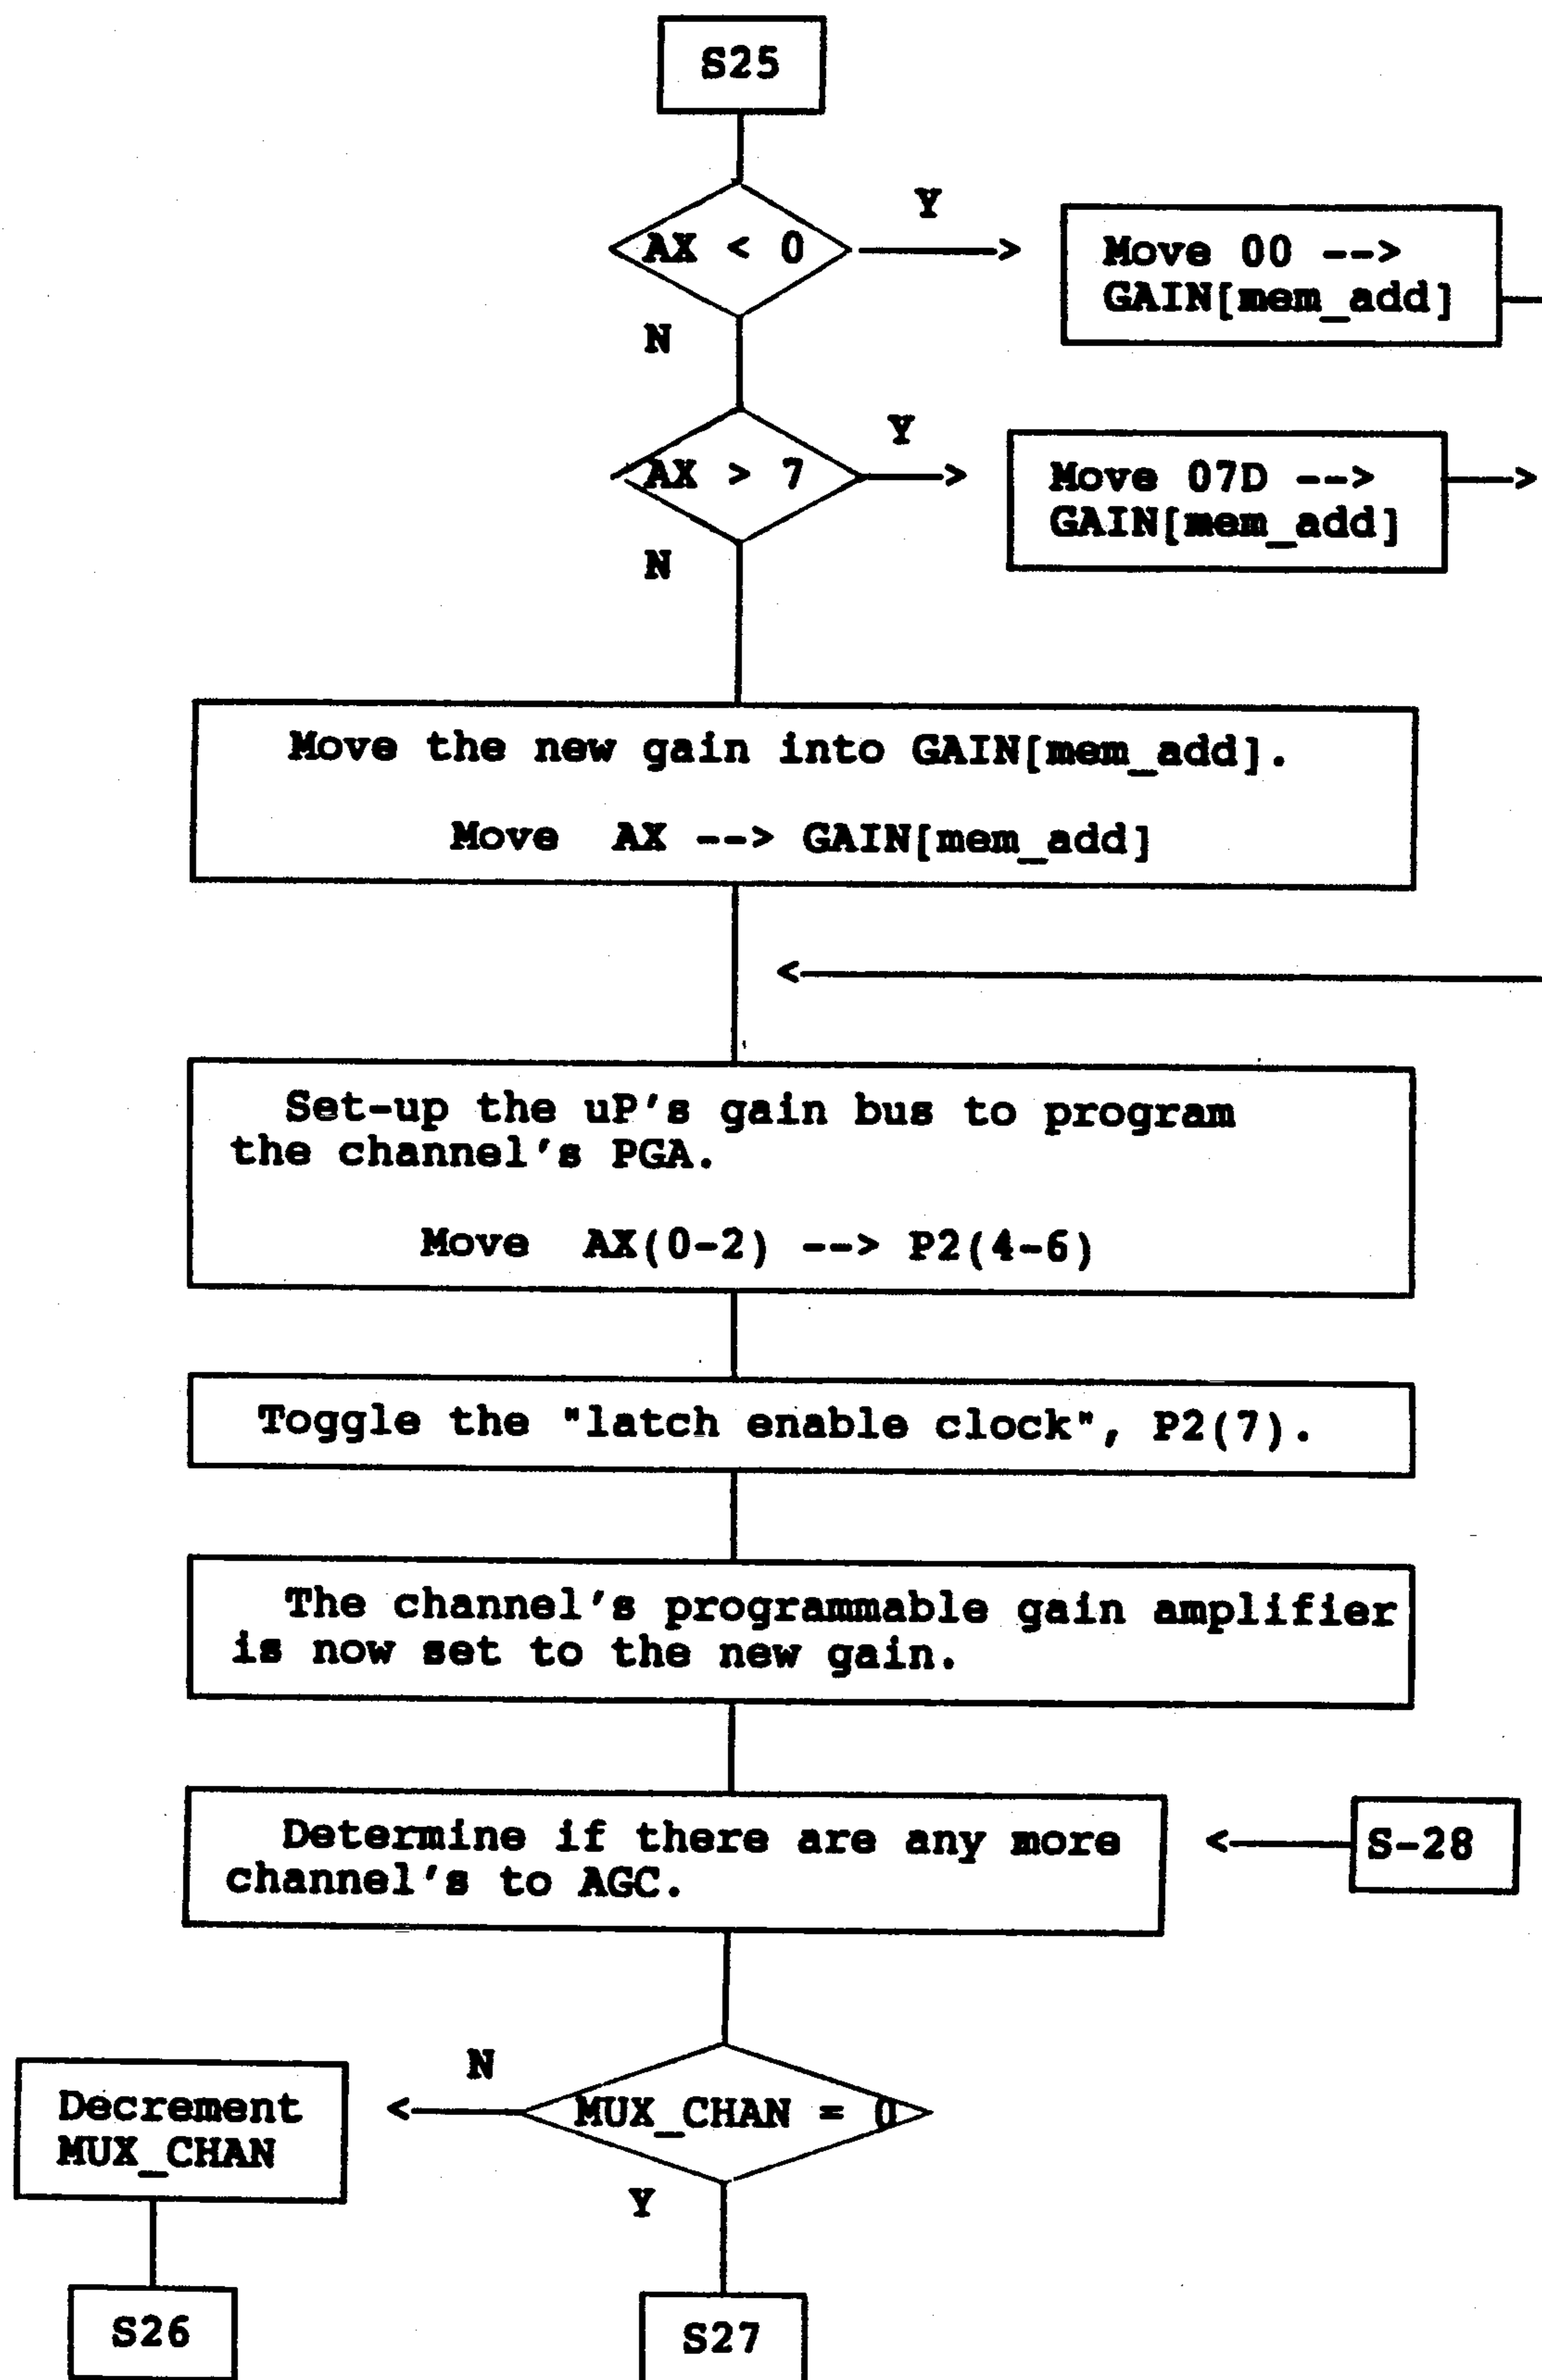 S25
AX < 0
Y
Move 00 -->
GAIN[mem_add]
N
AX > 7
Y
Move 07D -->
GAIN[mem_add]
N
Move the new gain into GAIN[mem_add].
Move AX --> GAIN[mem_add]
Set-up the uP's gain bus to program
the channel's PGA.
Move AX(0-2) --> P2(4-6)
Toggle the "latch enable clock", P2(7).
The channel's programmable gain amplifier
is now set to the new gain.
Determine if there are any more
channel's to AGC.
S-28
MUX_CHAN = 0
N
Decrement
MUX_CHAN
Y
S26
S27